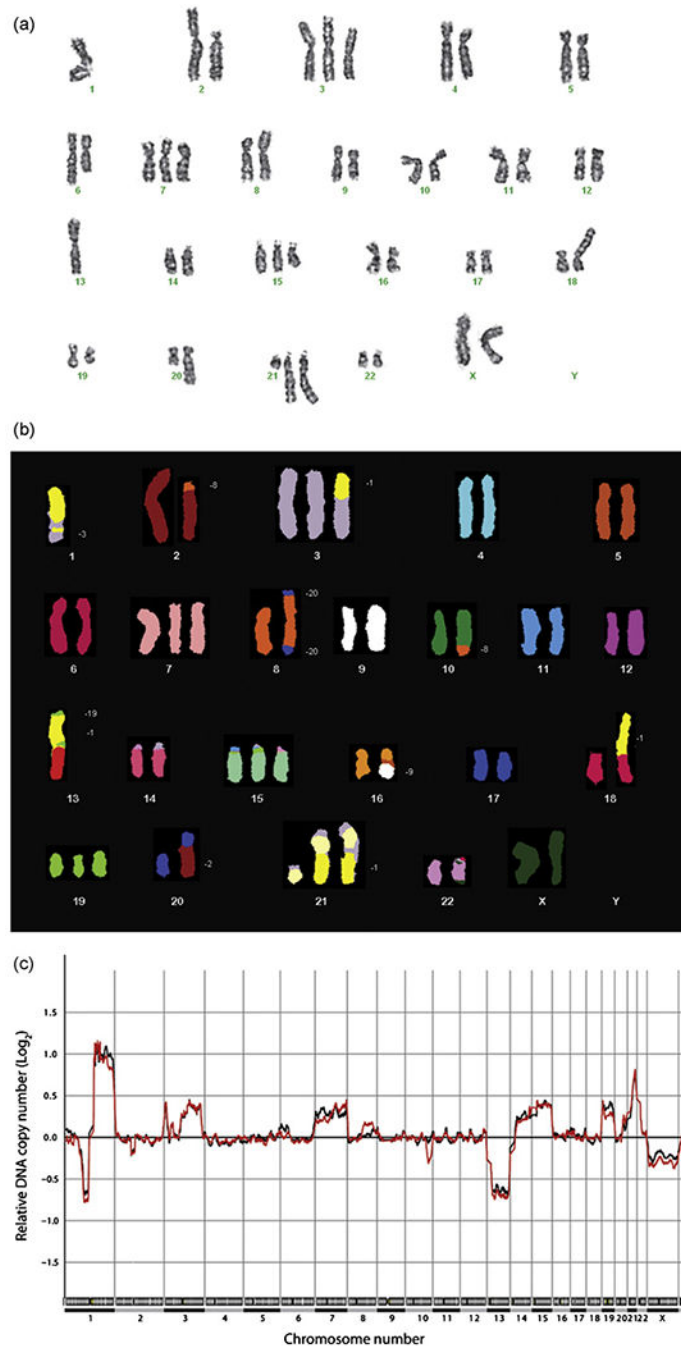 (a)
1 2 3 4 5
6 7 8 9 10 11 12
13 14 15 16 17 18
19 20 21 22 X Y
(b)
-8 -1
-3
1 2 3 4 5
-20
-20 -8
6 7 8 9 10 11 12
-19
-1 -9 -1
13 14 15 16 17 18
-2 -1
19 20 21 22 X Y
(c)
Relative DNA copy number (Log2)
1.5
1.0
0.5
0.0
-0.5
-1.0
-1.5
1 2 3 4 5 6 7 8 9 10 11 12 13 14 15 16 17 18 19 20 21 22 X
Chromosome number